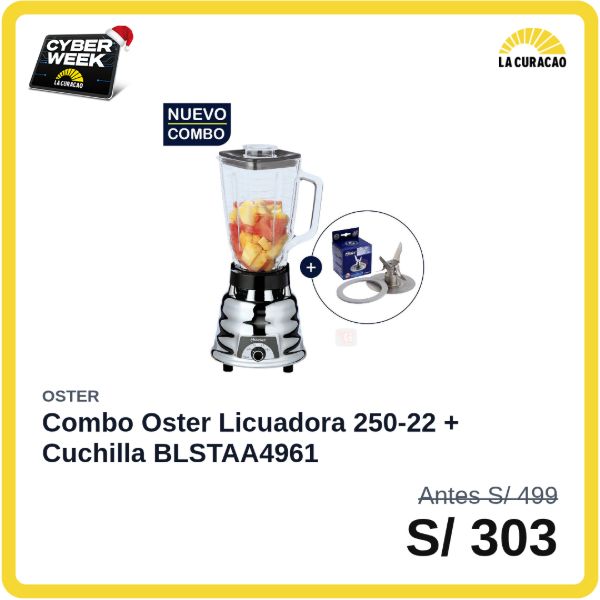 CYBER
WEEK
LA CURACAO
LA CURACAO
NUEVO
COMBO
+
OSTER
Combo Oster Licuadora 250-22 +
Cuchilla BLSTAA4961
Antes S/ 499
S/ 303